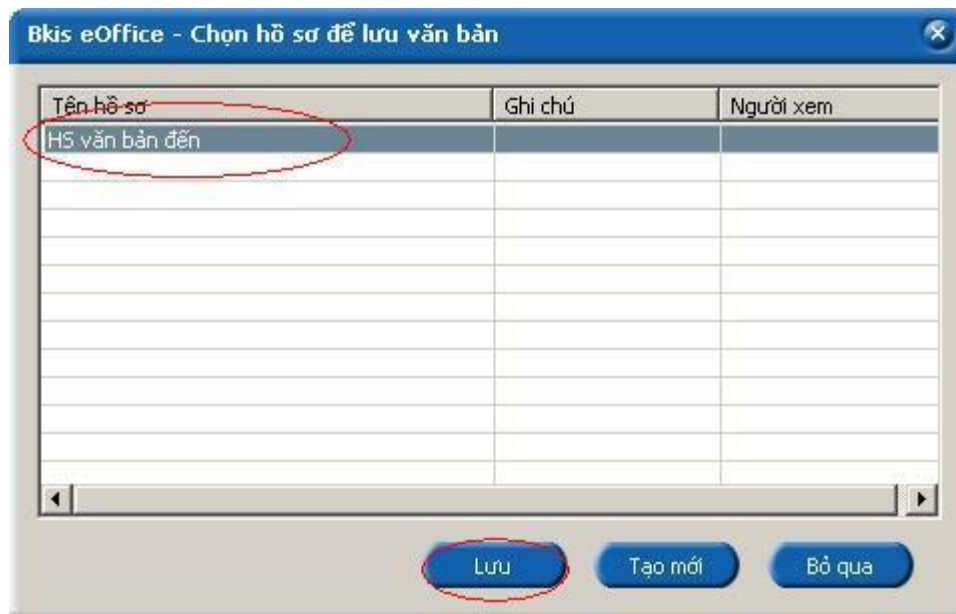 Bkis eOffice - Chọn hồ sơ để lưu văn bản
Tên hồ sơ Ghi chú Người xem
HS văn bản đến
Lưu Tạo mới Bỏ qua